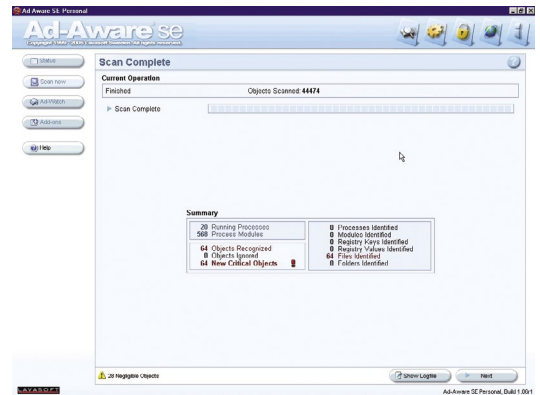 Ad-Aware SE Personal
Ad-Aware se
Status
Scan now
Ad-Watch
Add-ons
Help
Scan Complete
Current Operation
Finished
Objects Scanned: 44474
Scan Complete
Summary
20 Running Processes
568 Process Modules
64 Objects Recognized
0 Objects Ignored
64 New Critical Objects
0 Processes Identified
0 Modules Identified
0 Registry Keys Identified
0 Registry Values Identified
64 Files Identified
0 Folders Identified
28 Negligible Objects
Show Logfile
Next
LAVASOFT
Ad-Aware SE Personal, Build 1.06r1